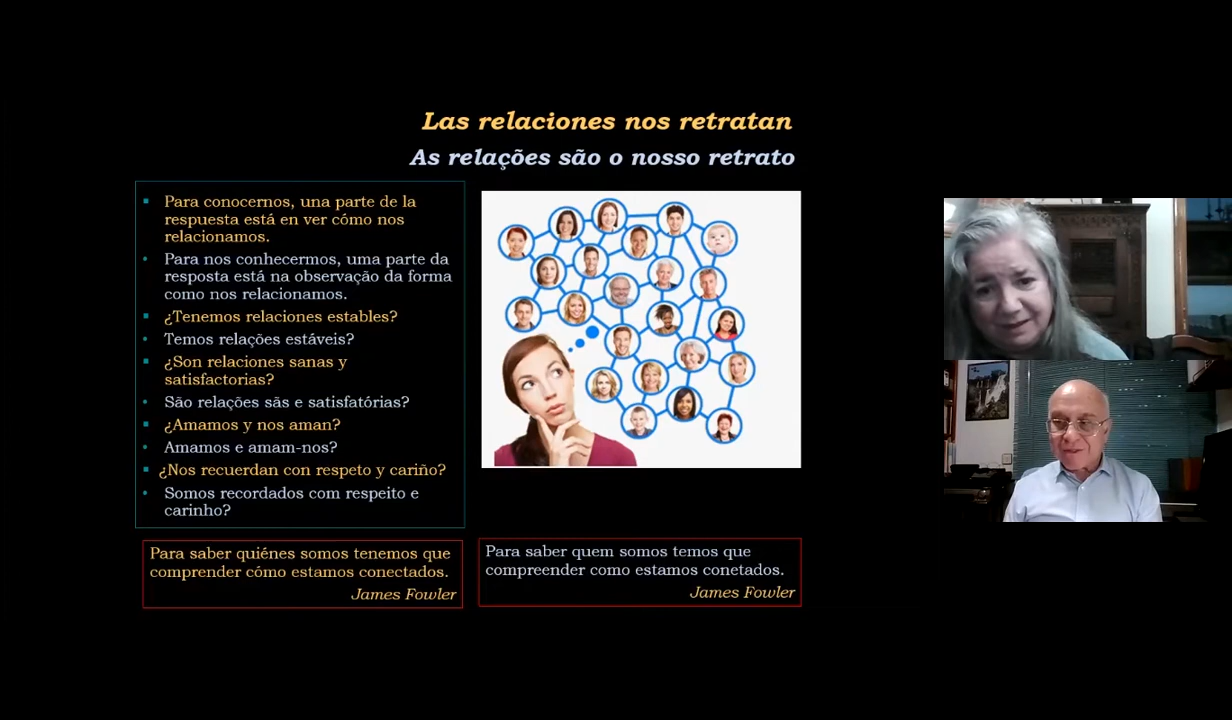 Las relaciones nos retratan
As relações são o nosso retrato
Para conocernos, una parte de la
respuesta está en ver cómo nos
relacionamos.
Para nos conhecermos, uma parte da
resposta está na observação da forma
como nos relacionamos.
¿Tenemos relaciones estables?
Temos relações estáveis?
¿Son relaciones sanas y
satisfactorias?
São relações sãs e satisfatórias?
¿Amamos y nos aman?
Amamos e amam-nos?
¿Nos recuerdan con respeto y cariño?
Somos recordados com respeito e
carinho?
Para saber quiénes somos tenemos que
comprender cómo estamos conectados.
James Fowler
Para saber quem somos temos que
compreender como estamos conetados.
James Fowler